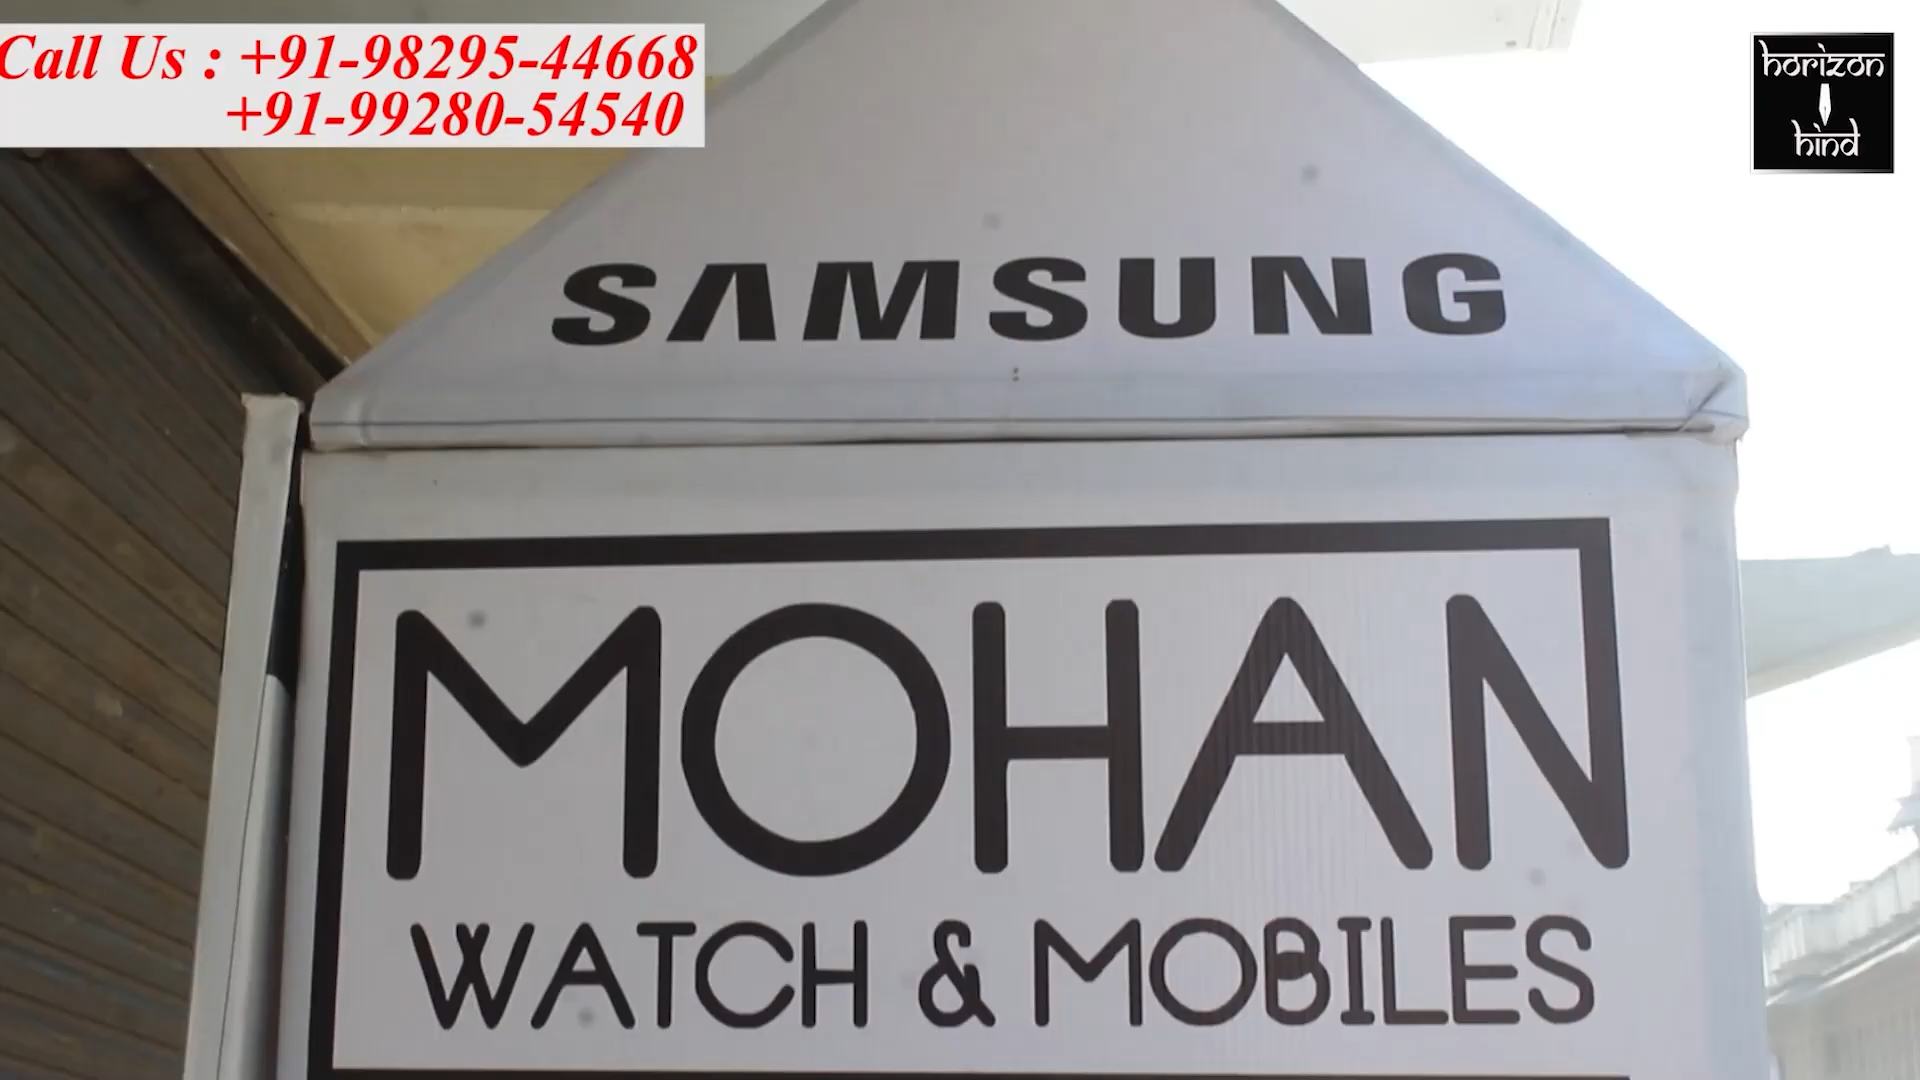 Call Us : +91-98295-44668
+91-99280-54540
horizon
hind
SAMSUNG
MOHAN
WATCH & MOBILES